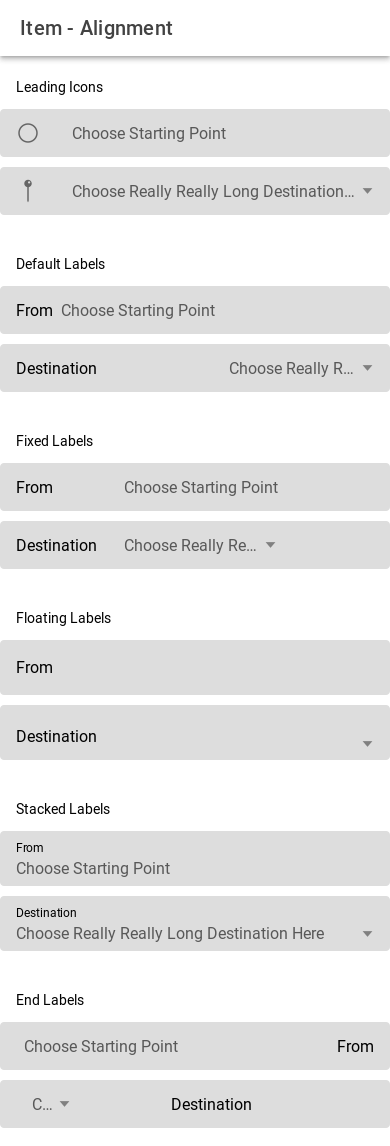 Item - Alignment
Leading Icons
Choose Starting Point
Choose Really Really Long Destination...
Default Labels
From Choose Starting Point
Destination Choose Really R...
Fixed Labels
From Choose Starting Point
Destination Choose Really Re...
Floating Labels
From
Destination
Stacked Labels
From
Choose Starting Point
Destination
Choose Really Really Long Destination Here
End Labels
Choose Starting Point From
C... Destination